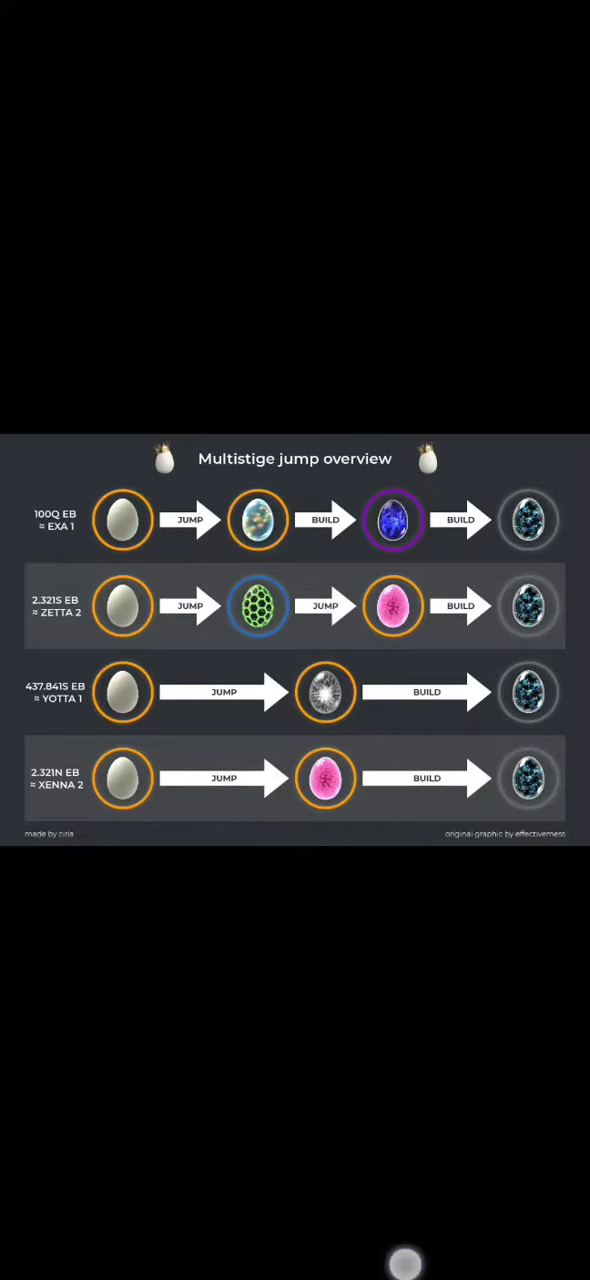 Multistige jump overview
100Q EB
≈ EXA 1
JUMP
BUILD
BUILD
2.321S EB
≈ ZETTA 2
JUMP
JUMP
BUILD
437.841S EB
≈ YOTTA 1
JUMP
BUILD
2.321N EB
≈ XENNA 2
JUMP
BUILD
made by ciria
original graphic by effectiveness